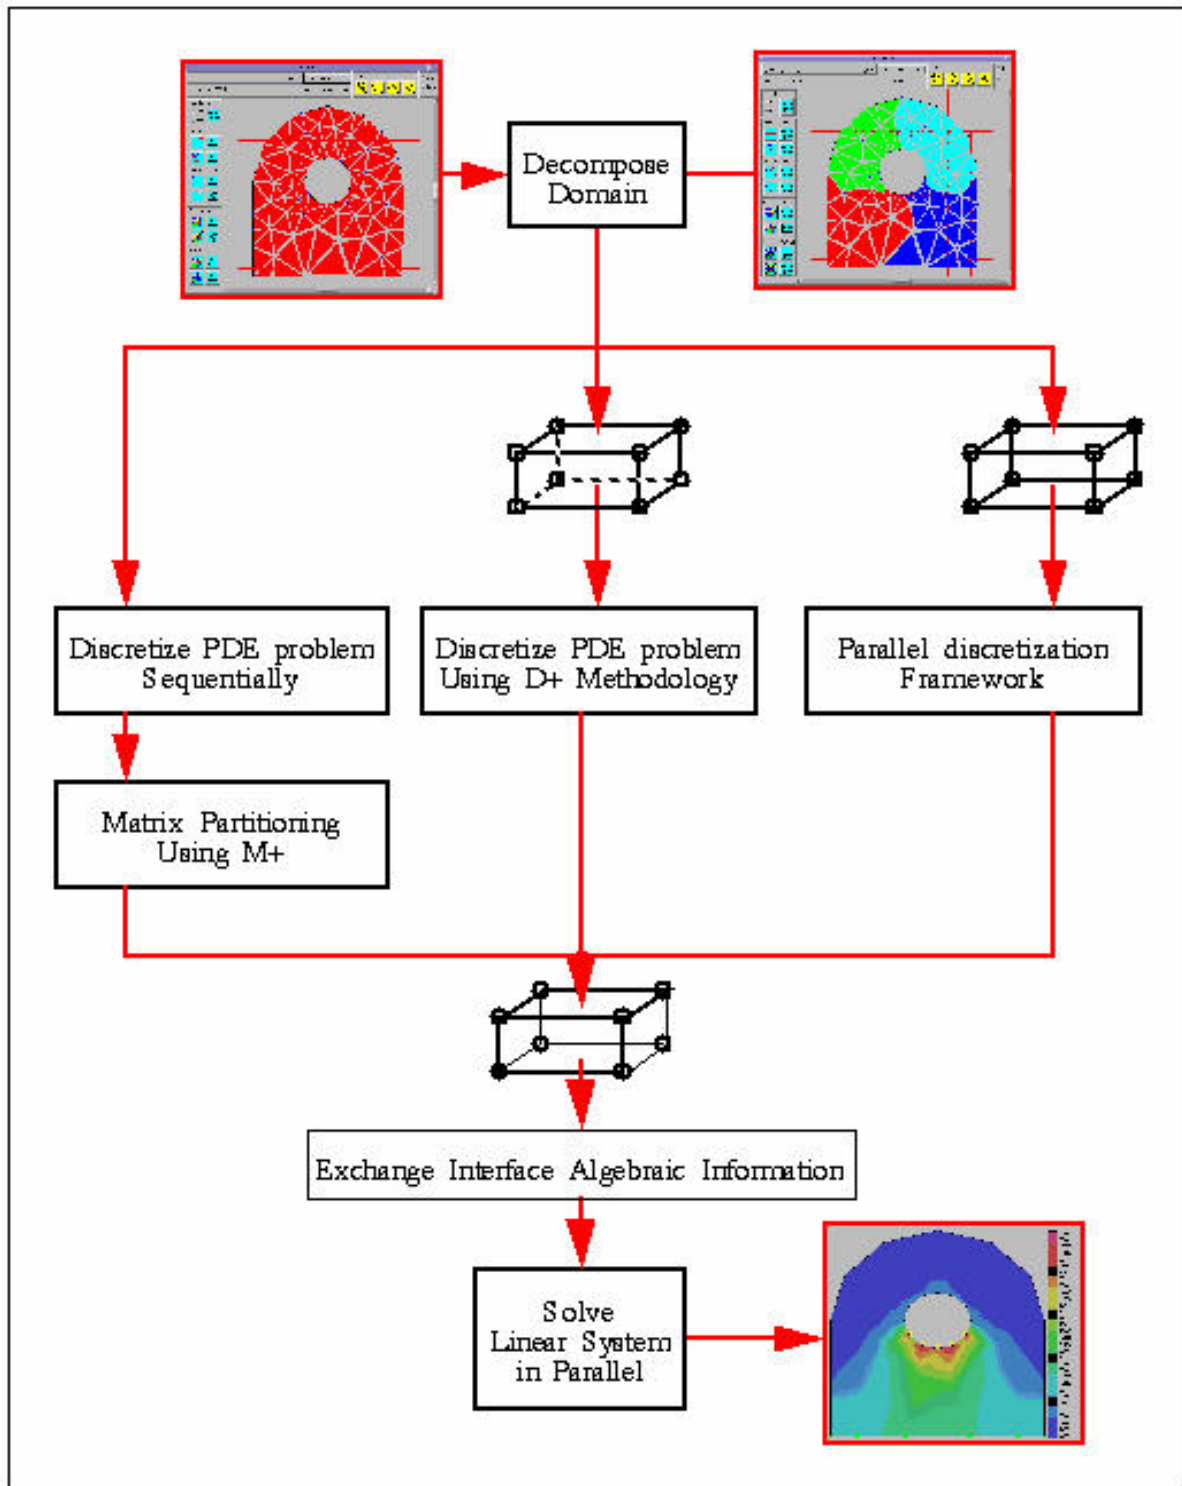 Decompose
Domain
Discretize PDE problem
Sequentially
Discretize PDE problem
Using D+ Methodology
Parallel discretization
Framework
Matrix Partitioning
Using M+
Exchange Interface Algebraic Information
Solve
Linear System
in Parallel